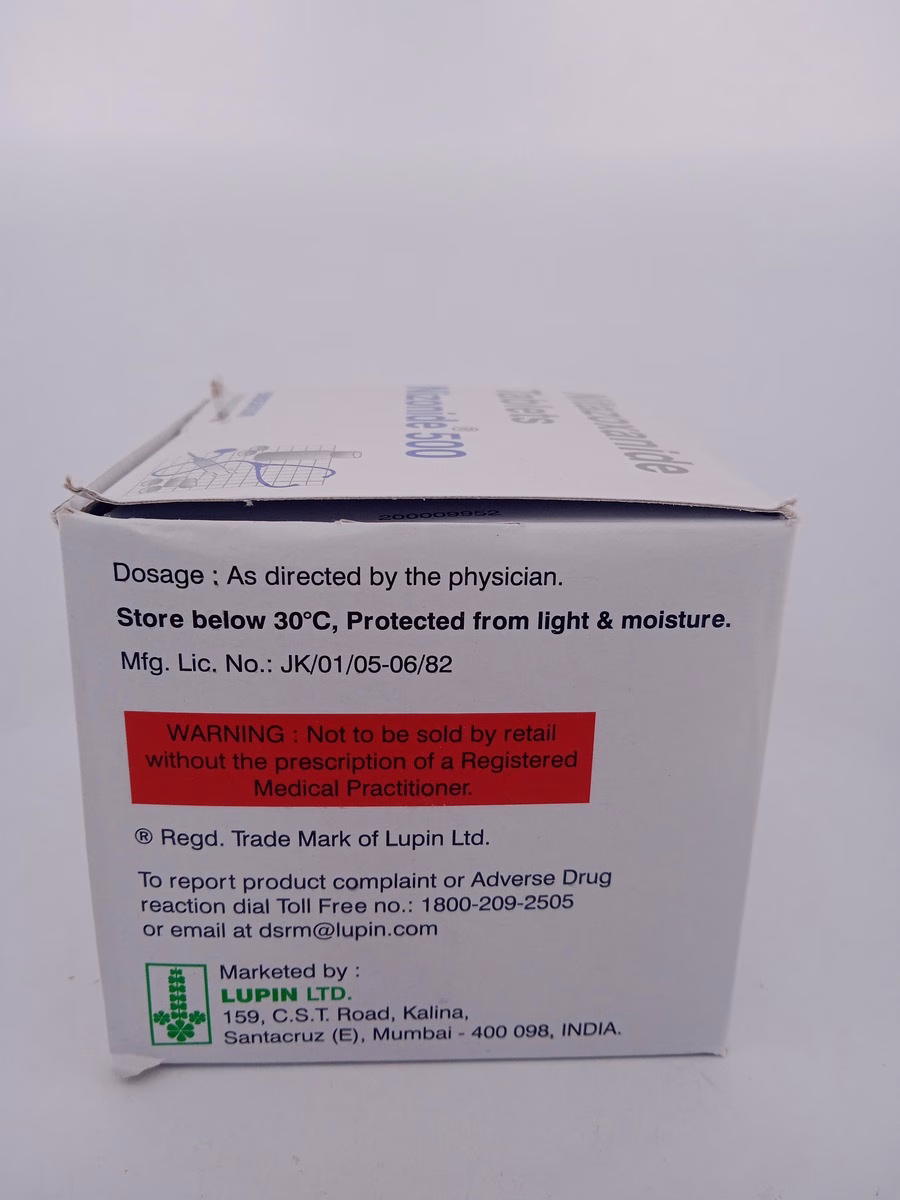 Nitazoxanide
Tablets
Nizonide® 500
200009952
Dosage : As directed by the physician.
Store below 30°C, Protected from light & moisture.
Mfg. Lic. No.: JK/01/05-06/82
WARNING : Not to be sold by retail
without the prescription of a Registered
Medical Practitioner.
® Regd. Trade Mark of Lupin Ltd.
To report product complaint or Adverse Drug
reaction dial Toll Free no.: 1800-209-2505
or email at dsrm@lupin.com
Marketed by :
LUPIN LTD.
159, C.S.T. Road, Kalina,
Santacruz (E), Mumbai - 400 098, INDIA.